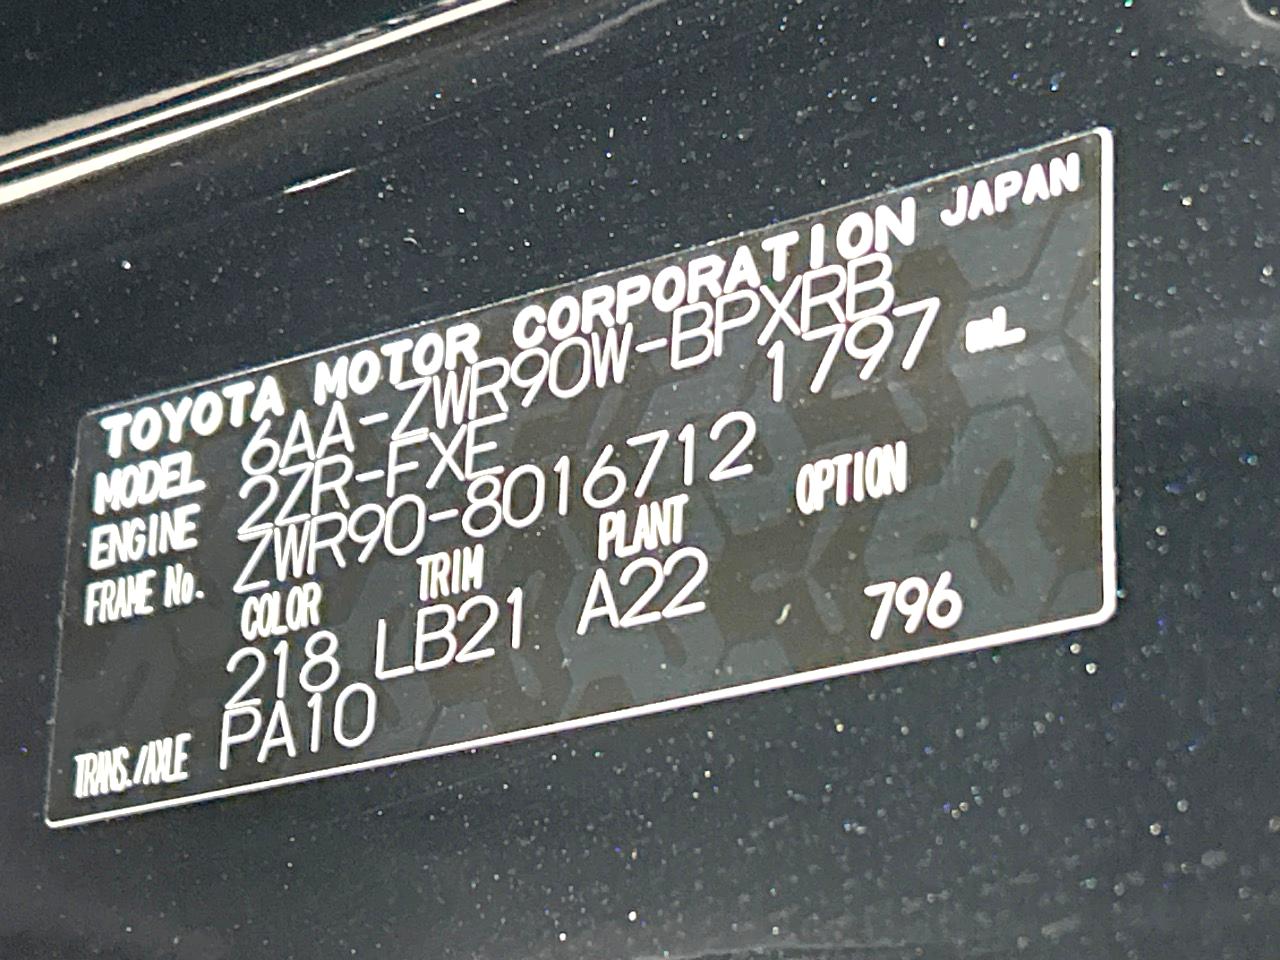 TOYOTA MOTOR CORPORATION JAPAN
MODEL 6AA-ZWR90W-BPXRB
ENGINE 2ZR-FXE 1797 mL
FRAME No. ZWR90-8016712
COLOR TRIM PLANT OPTION
218 LB21 A22 796
TRANS./AXLE PA10